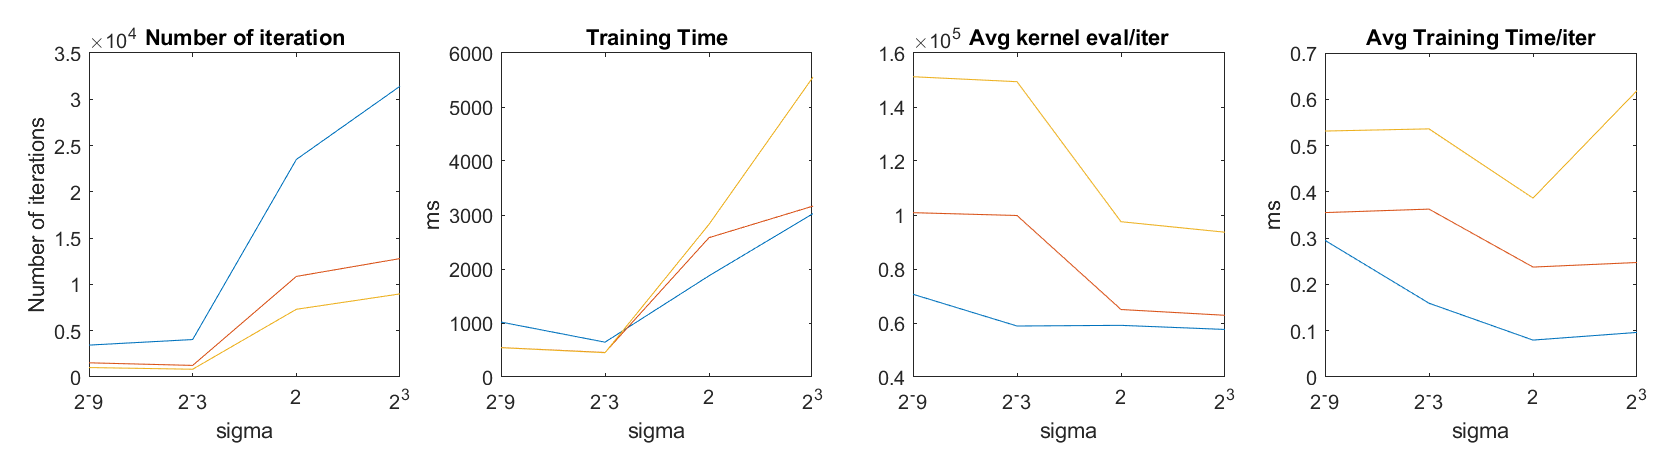 ×10^4 Number of iteration
3.5
3
2.5
2
1.5
1
0.5
0
Number of iterations
2^-9 2^-3 2 2^3
sigma
Training Time
6000
5000
4000
3000
2000
1000
0
ms
2^-9 2^-3 2 2^3
sigma
×10^5 Avg kernel eval/iter
1.6
1.4
1.2
1
0.8
0.6
0.4
2^-9 2^-3 2 2^3
sigma
Avg Training Time/iter
0.7
0.6
0.5
0.4
0.3
0.2
0.1
0
ms
2^-9 2^-3 2 2^3
sigma